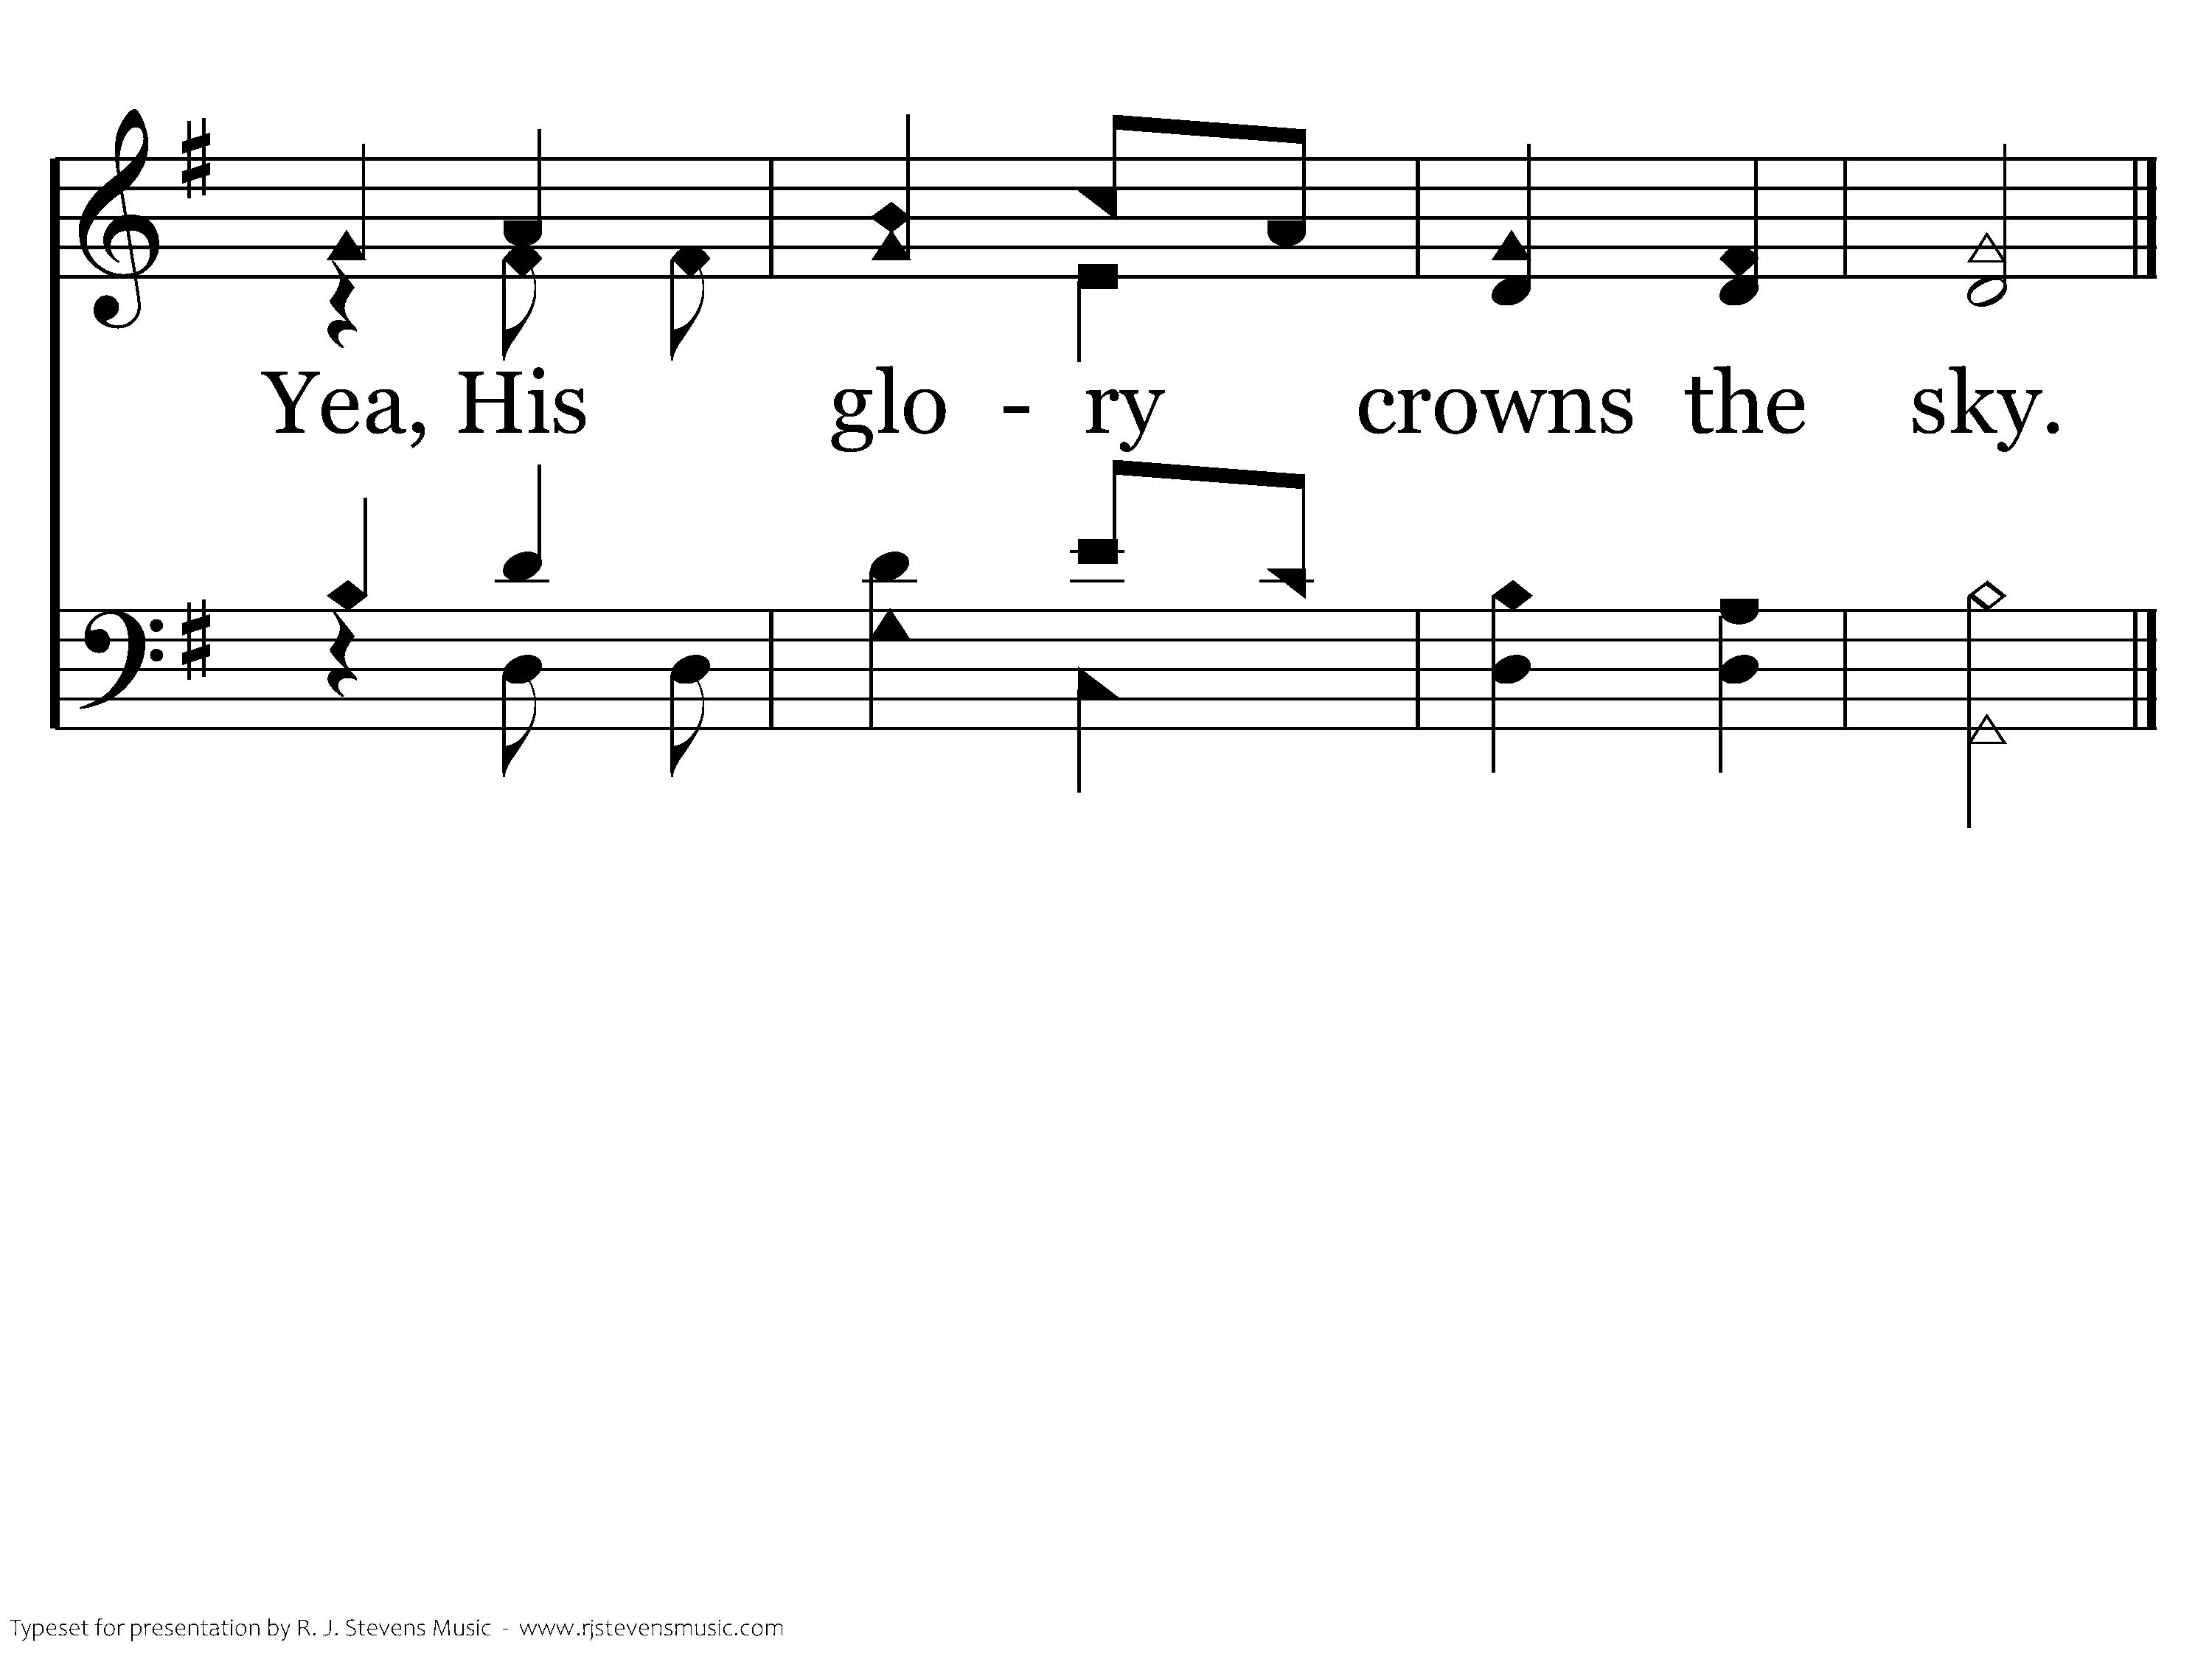 Yea, His glo - ry crowns the sky.
Typeset for presentation by R. J. Stevens Music - www.rjstevensmusic.com